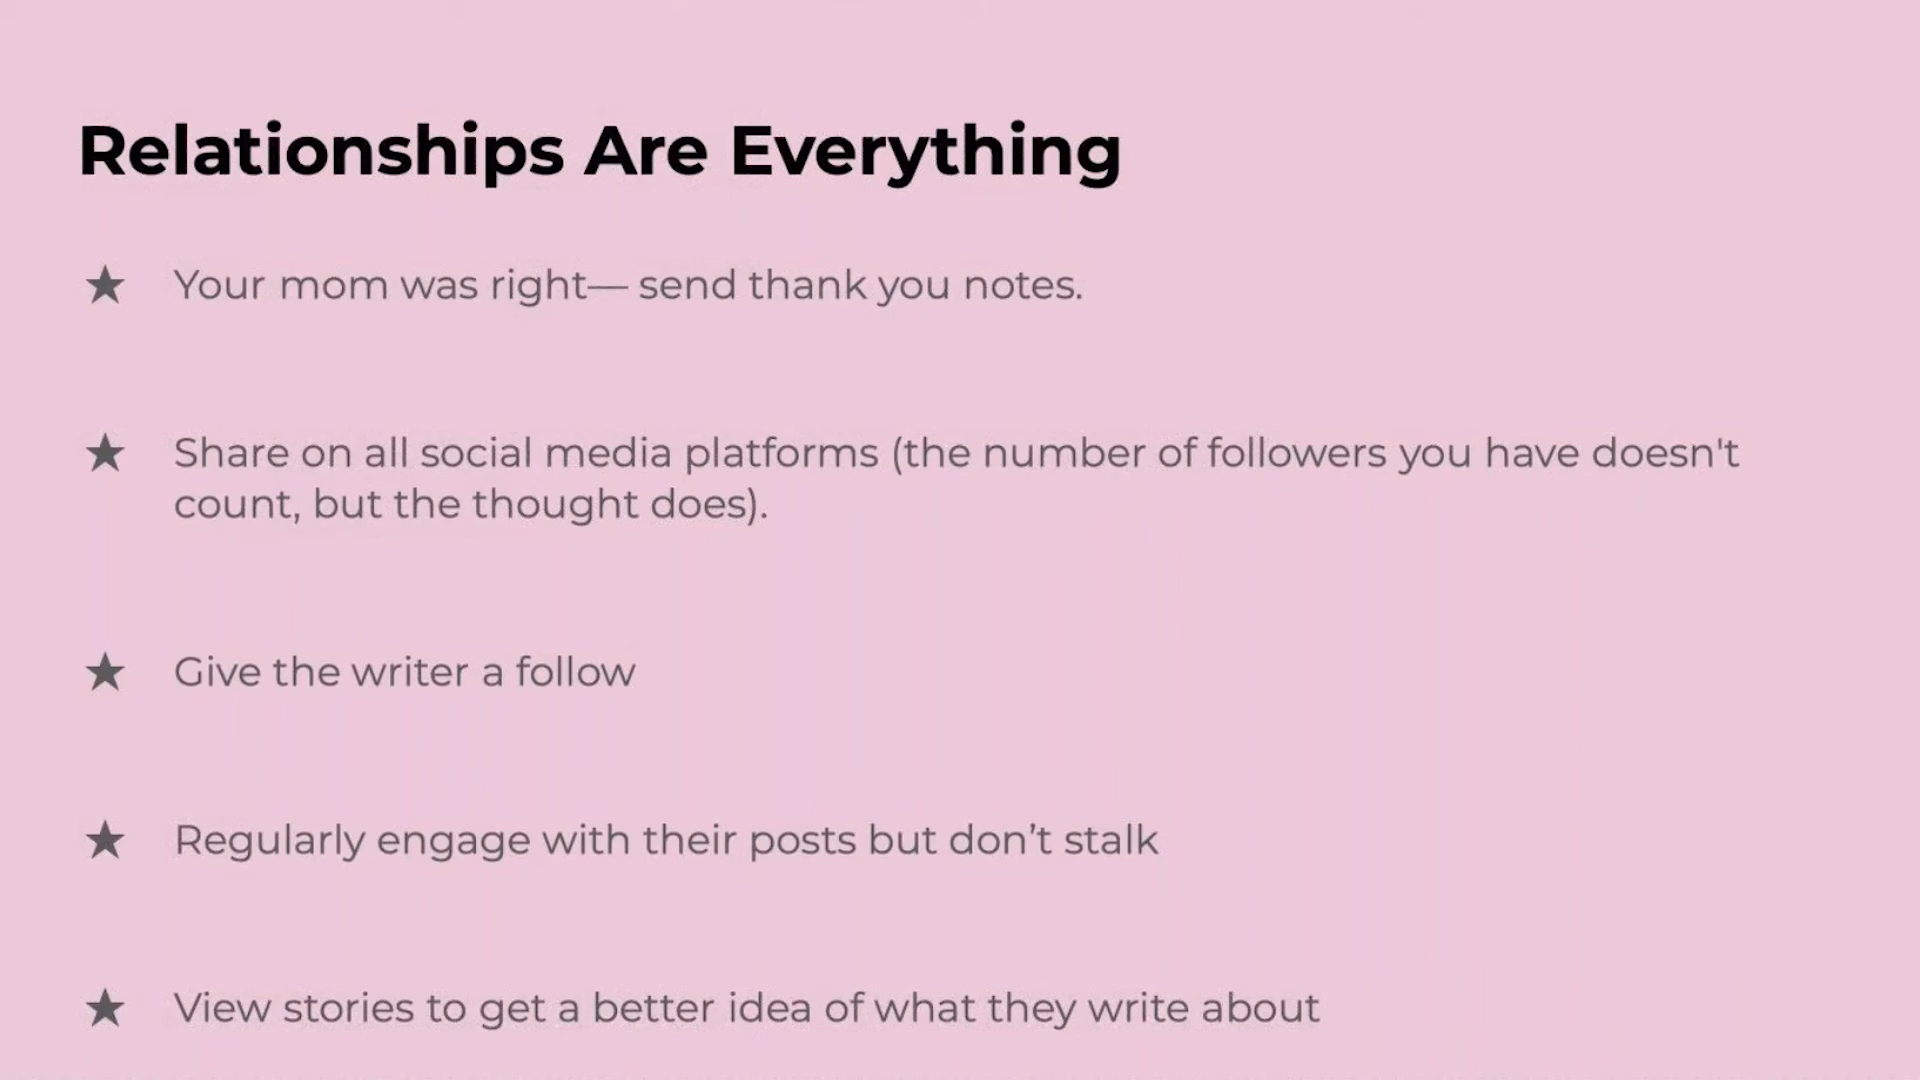 Relationships Are Everything
★ Your mom was right— send thank you notes.
★ Share on all social media platforms (the number of followers you have doesn't
count, but the thought does).
★ Give the writer a follow
★ Regularly engage with their posts but don’t stalk
★ View stories to get a better idea of what they write about